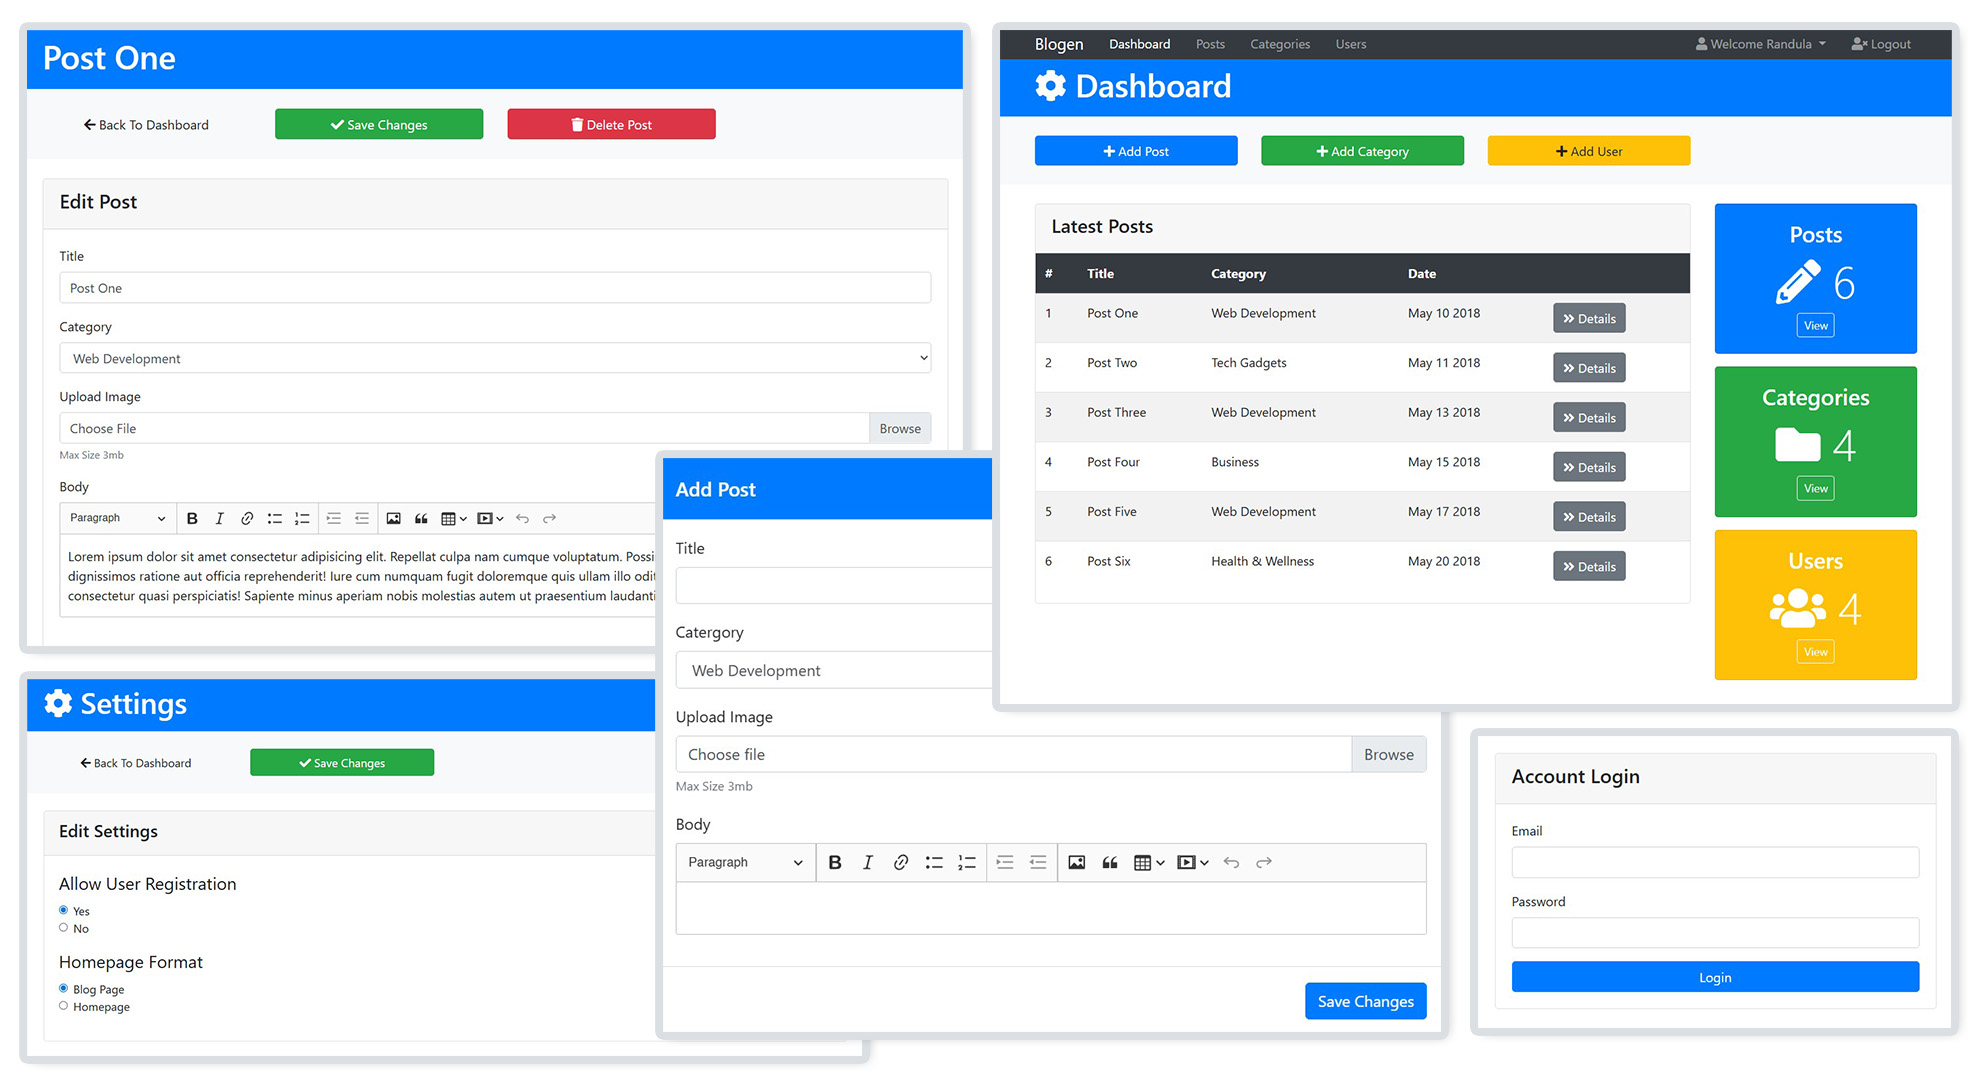 Post One
Back To Dashboard
Save Changes
Delete Post
Edit Post
Title
Post One
Category
Web Development
Upload Image
Choose File
Browse
Max Size 3mb
Body
Paragraph
Lorem ipsum dolor sit amet consectetur adipisicing elit. Repellat culpa nam cumque voluptatum. Possi
dignissimos ratione aut officia reprehenderit! Iure cum numquam fugit doloremque quis ullam illo odit
consectetur quasi perspiciatis! Sapiente minus aperiam nobis molestias autem ut praesentium laudanti
Blogen Dashboard Posts Categories Users Welcome Randula Logout
Dashboard
Add Post
Add Category
Add User
Latest Posts
# Title Category Date
1 Post One Web Development May 10 2018 Details
2 Post Two Tech Gadgets May 11 2018 Details
3 Post Three Web Development May 13 2018 Details
4 Post Four Business May 15 2018 Details
5 Post Five Web Development May 17 2018 Details
6 Post Six Health & Wellness May 20 2018 Details
Posts
6
View
Categories
4
View
Users
4
View
Settings
Back To Dashboard
Save Changes
Edit Settings
Allow User Registration
Yes
No
Homepage Format
Blog Page
Homepage
Add Post
Title
Catergory
Web Development
Upload Image
Choose file
Browse
Max Size 3mb
Body
Paragraph
Save Changes
Account Login
Email
Password
Login